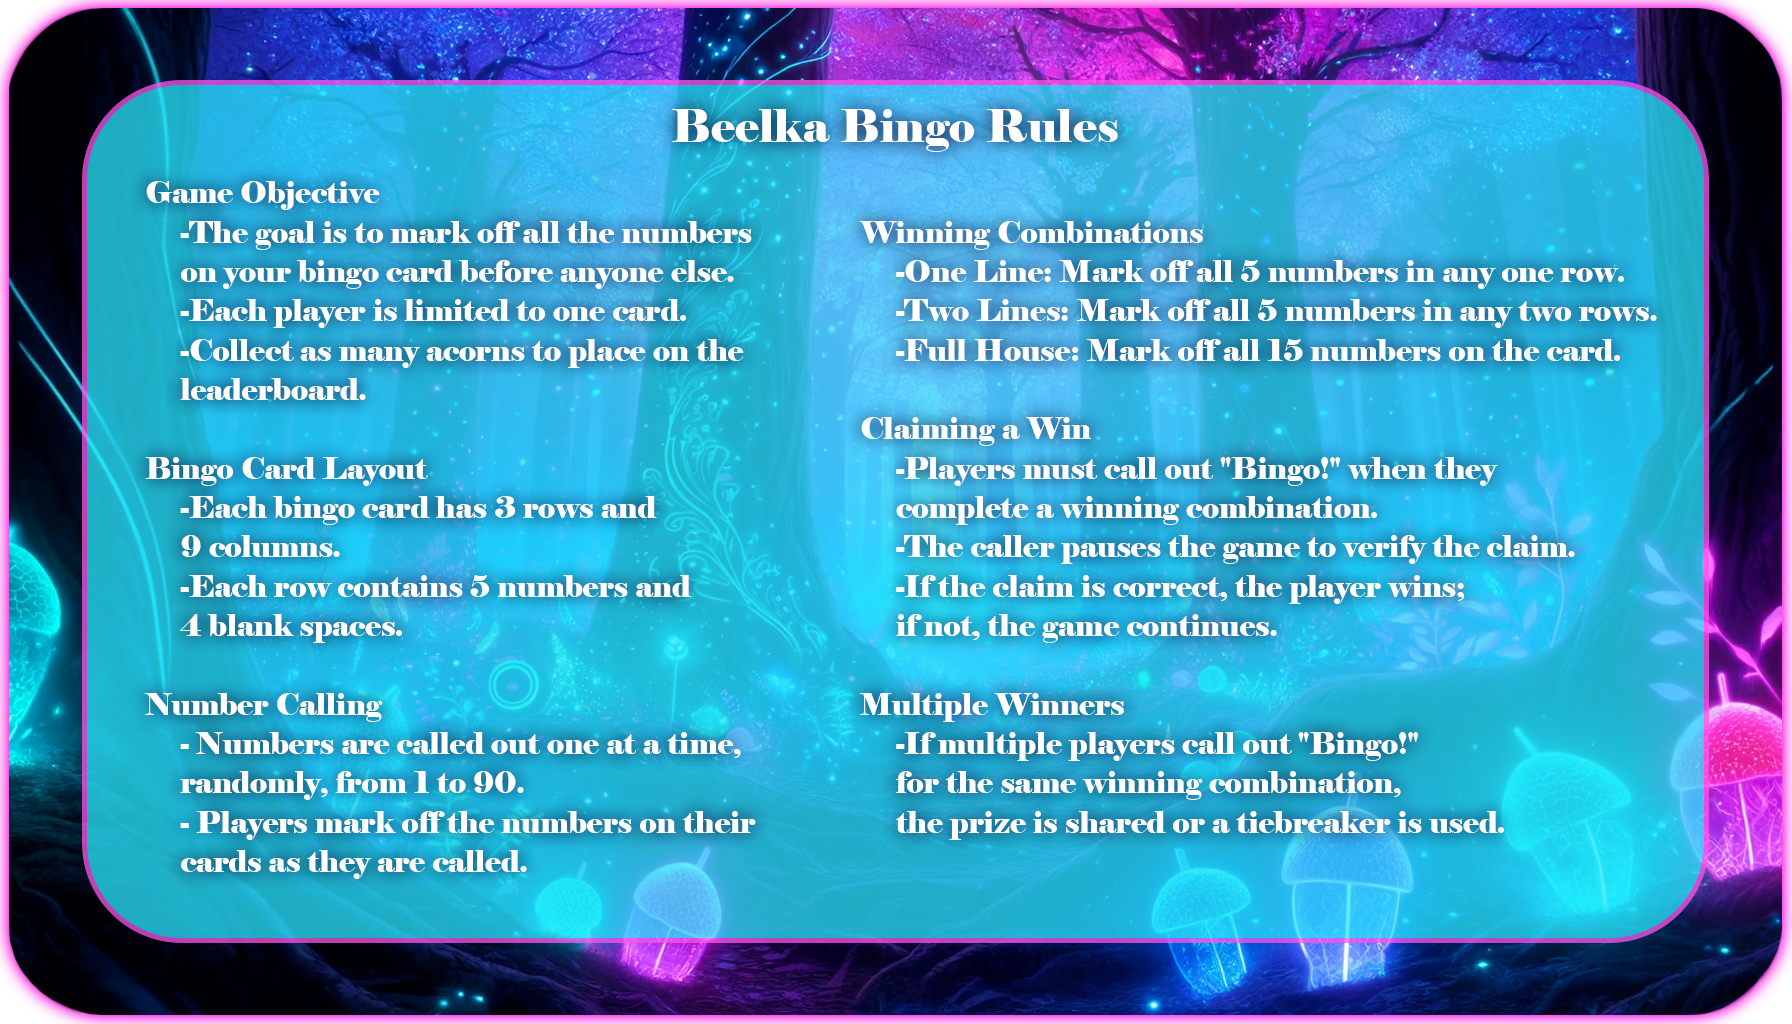 Beelka Bingo Rules
Game Objective
-The goal is to mark off all the numbers
on your bingo card before anyone else.
-Each player is limited to one card.
-Collect as many acorns to place on the
leaderboard.
Bingo Card Layout
-Each bingo card has 3 rows and
9 columns.
-Each row contains 5 numbers and
4 blank spaces.
Number Calling
- Numbers are called out one at a time,
randomly, from 1 to 90.
- Players mark off the numbers on their
cards as they are called.
Winning Combinations
-One Line: Mark off all 5 numbers in any one row.
-Two Lines: Mark off all 5 numbers in any two rows.
-Full House: Mark off all 15 numbers on the card.
Claiming a Win
-Players must call out "Bingo!" when they
complete a winning combination.
-The caller pauses the game to verify the claim.
-If the claim is correct, the player wins;
if not, the game continues.
Multiple Winners
-If multiple players call out "Bingo!"
for the same winning combination,
the prize is shared or a tiebreaker is used.